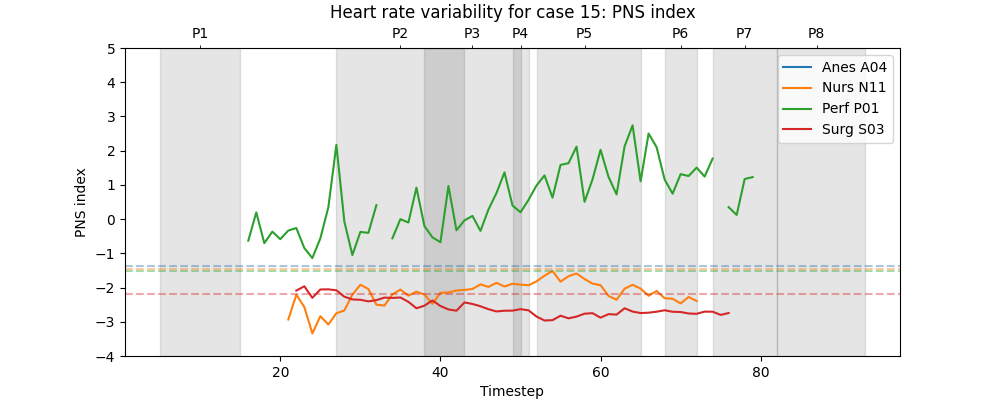 Heart rate variability for case 15: PNS index
P1 P2 P3 P4 P5 P6 P7 P8
5
4
3
2
1
0
−1
−2
−3
−4
PNS index
Anes A04
Nurs N11
Perf P01
Surg S03
20 40 60 80
Timestep